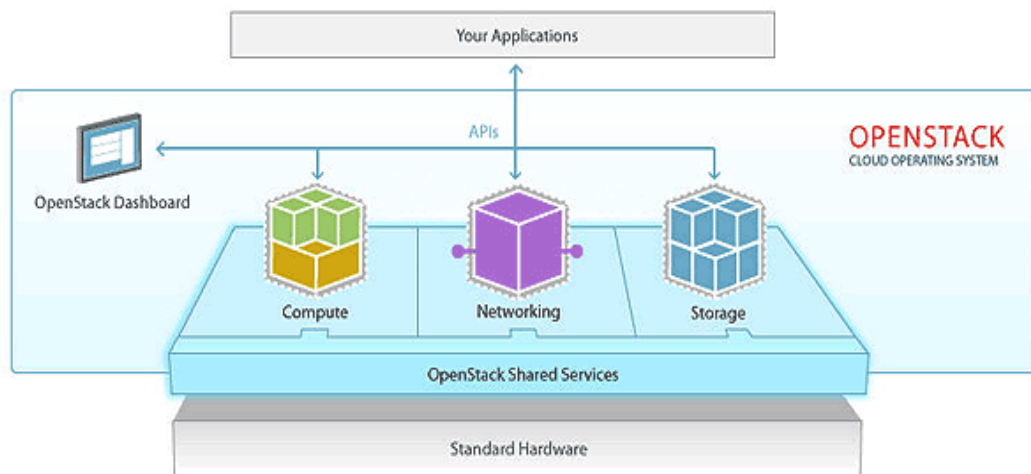 Your Applications
APIs
OPENSTACK
CLOUD OPERATING SYSTEM
OpenStack Dashboard
Compute
Networking
Storage
OpenStack Shared Services
Standard Hardware